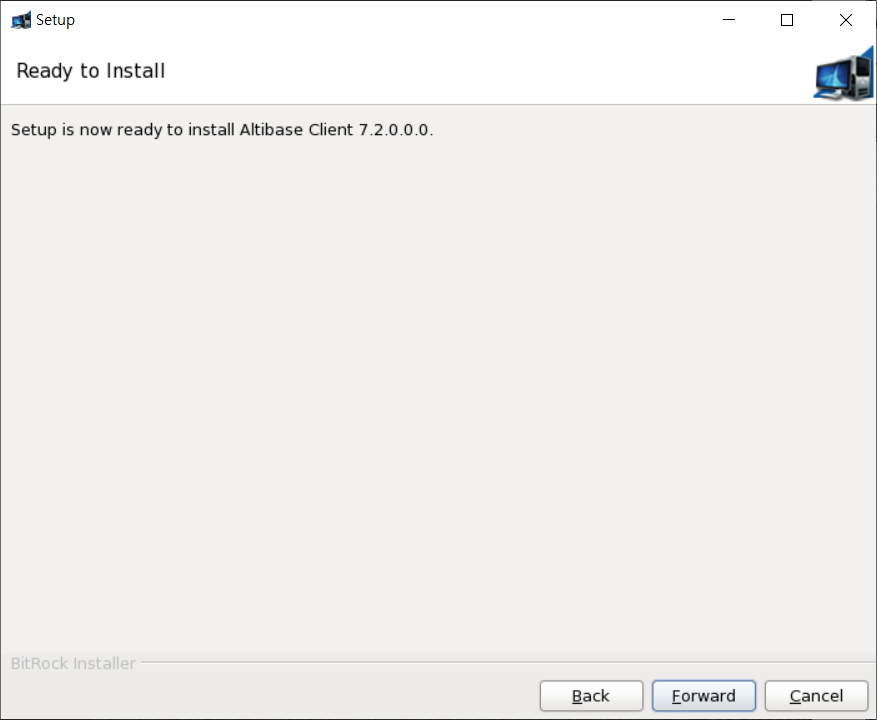 Setup
Ready to Install
Setup is now ready to install Altibase Client 7.2.0.0.0.
BitRock Installer
Back
Forward
Cancel